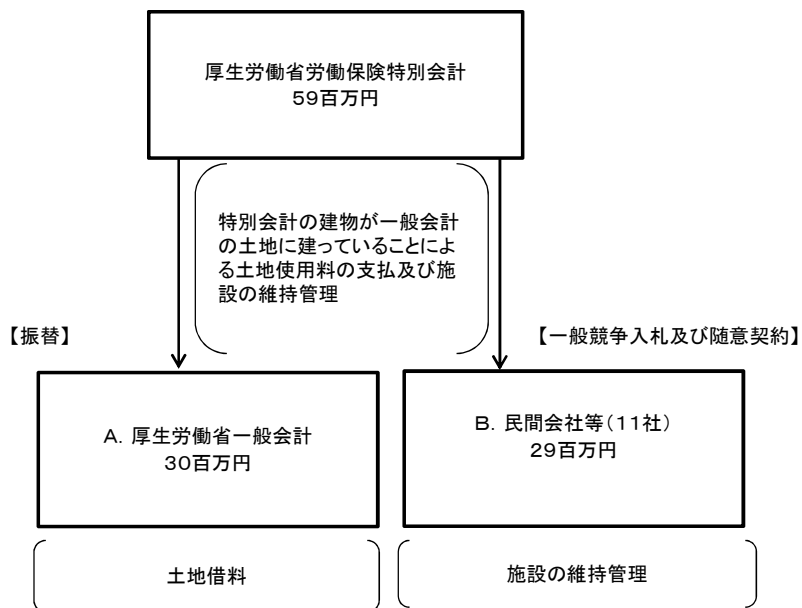 厚生労働省労働保険特別会計
59百万円
特別会計の建物が一般会計
の土地に建っていることによ
る土地使用料の支払及び施
設の維持管理
【振替】
【一般競争入札及び随意契約】
A. 厚生労働省一般会計
30百万円
B. 民間会社等(11社)
29百万円
土地借料
施設の維持管理